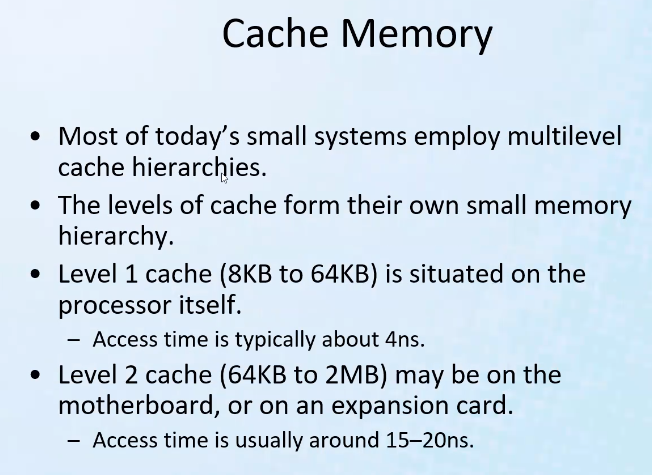 Cache Memory
• Most of today’s small systems employ multilevel
cache hierarchies.
• The levels of cache form their own small memory
hierarchy.
• Level 1 cache (8KB to 64KB) is situated on the
processor itself.
– Access time is typically about 4ns.
• Level 2 cache (64KB to 2MB) may be on the
motherboard, or on an expansion card.
– Access time is usually around 15–20ns.